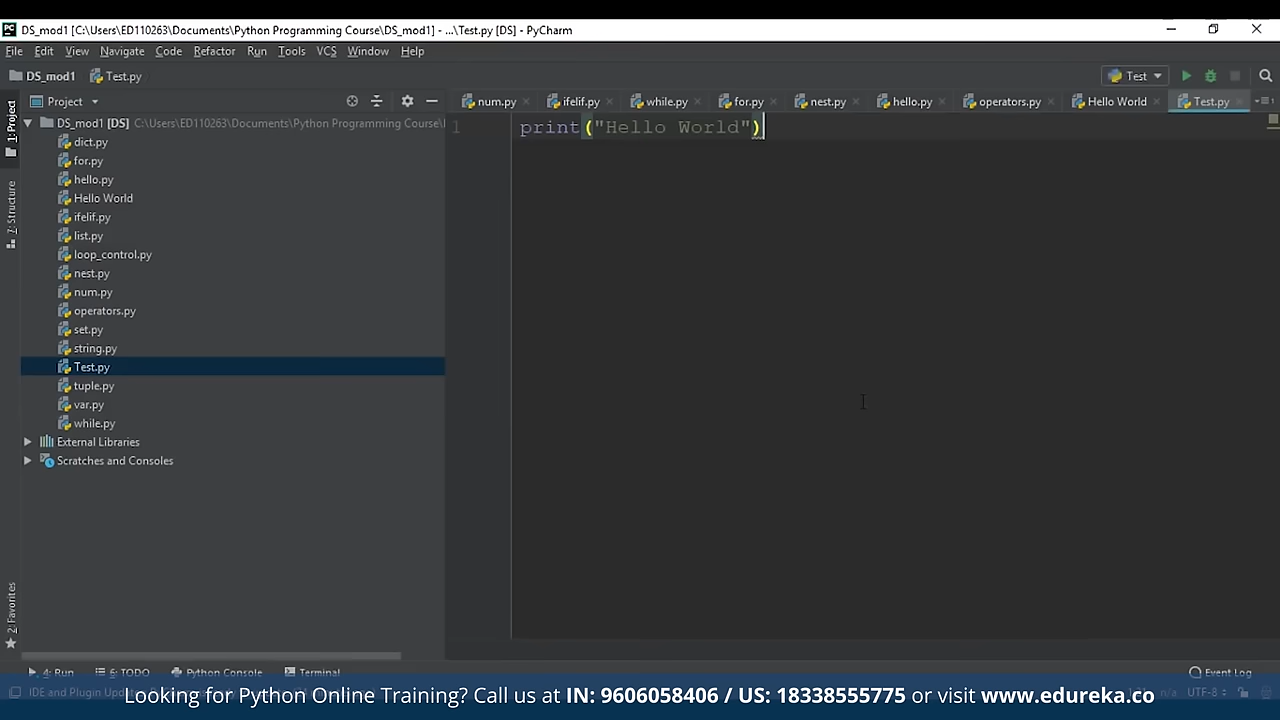 DS_mod1 [C:\Users\ED110263\Documents\Python Programming Course\DS_mod1] - ...\Test.py [DS] - PyCharm
File Edit View Navigate Code Refactor Run Tools VCS Window Help
DS_mod1 Test.py Test
1: Project
Project
num.py ifelif.py while.py for.py nest.py hello.py operators.py Hello World Test.py
DS_mod1 [DS] C:\Users\ED110263\Documents\Python Programming Course\
1 print("Hello World")
dict.py
for.py
hello.py
Hello World
ifelif.py
list.py
loop_control.py
nest.py
num.py
operators.py
set.py
string.py
Test.py
tuple.py
var.py
while.py
External Libraries
Scratches and Consoles
7: Structure
2: Favorites
4: Run 6: TODO Python Console Terminal Event Log
IDE and Plugin UTF-8
Looking for Python Online Training? Call us at IN: 9606058406 / US: 18338555775 or visit www.edureka.co